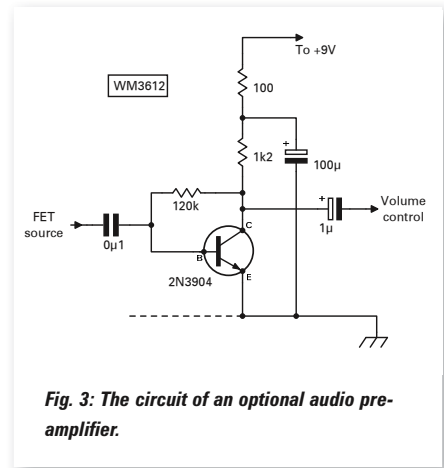 To +9V
WM3612
100
1k2
+
100µ
120k
+
1µ
Volume
control
FET
source
0µ1
C
B
E
2N3904
Fig. 3: The circuit of an optional audio pre-
amplifier.